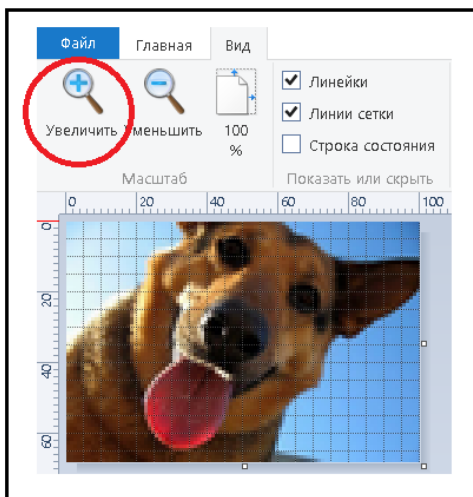 Файл Главная Вид
Увеличить Уменьшить 100
%
Линейки
Линии сетки
Строка состояния
Масштаб Показать или скрыть
0 20 40 60 80 100
0
20
40
60